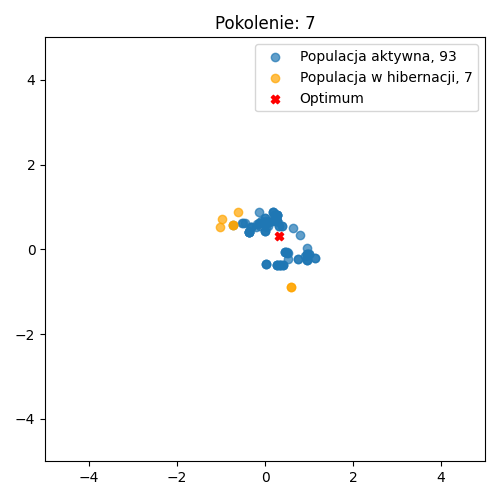 Pokolenie: 7
Populacja aktywna, 93
Populacja w hibernacji, 7
Optimum
4
2
0
−2
−4
−4
−2
0
2
4